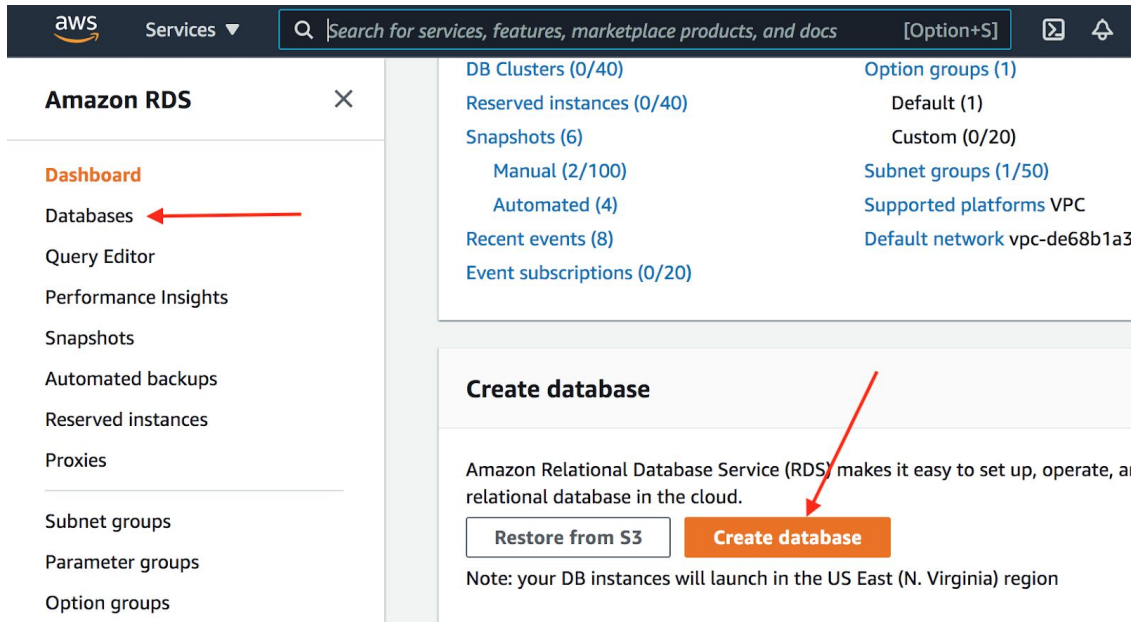 aws
Services ▼
Search for services, features, marketplace products, and docs [Option+S]
Amazon RDS
Dashboard
Databases
Query Editor
Performance Insights
Snapshots
Automated backups
Reserved instances
Proxies
Subnet groups
Parameter groups
Option groups
DB Clusters (0/40)
Reserved instances (0/40)
Snapshots (6)
Manual (2/100)
Automated (4)
Recent events (8)
Event subscriptions (0/20)
Option groups (1)
Default (1)
Custom (0/20)
Subnet groups (1/50)
Supported platforms VPC
Default network vpc-de68b1a3
Create database
Amazon Relational Database Service (RDS) makes it easy to set up, operate,
relational database in the cloud.
Restore from S3
Create database
Note: your DB instances will launch in the US East (N. Virginia) region